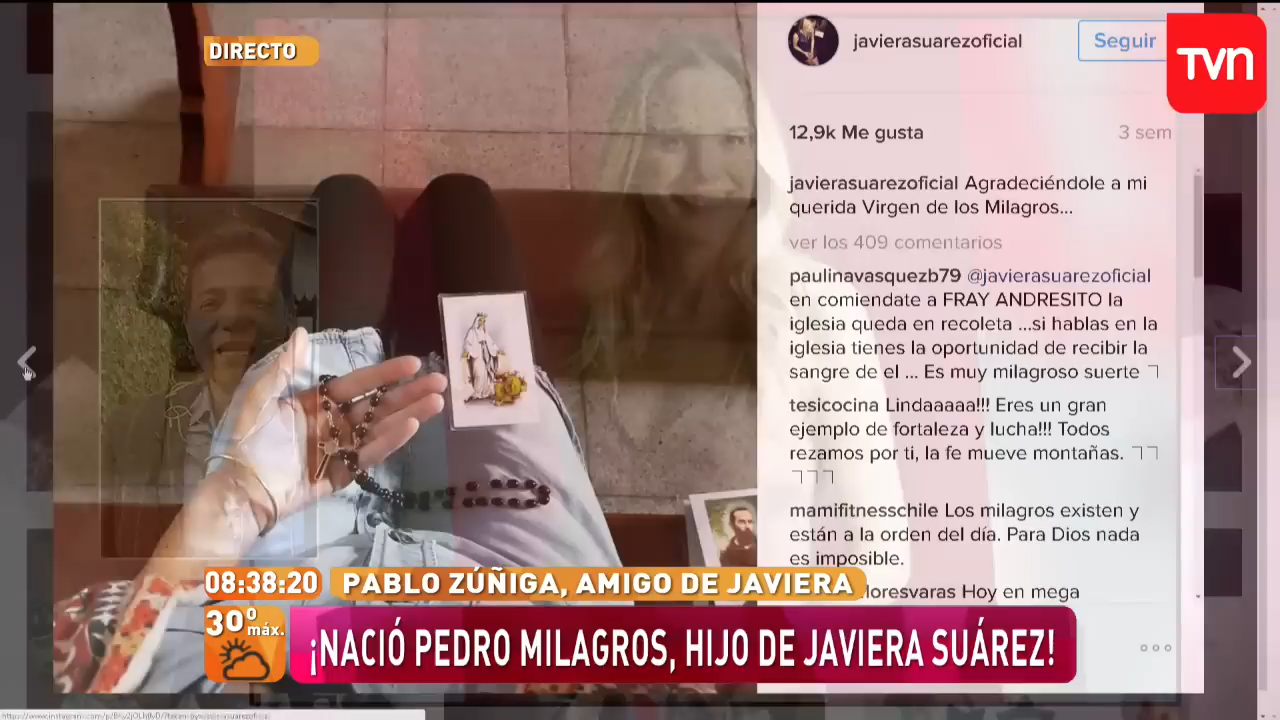 DIRECTO
javierasuarezoficial
Seguir
TVN
12,9k Me gusta
3 sem
javierasuarezoficial Agradeciéndole a mi
querida Virgen de los Milagros...
ver los 409 comentarios
paulinavasquezb79 @javierasuarezoficial
en comiendate a FRAY ANDRESITO la
iglesia queda en recoleta ...si hablas en la
iglesia tienes la oportunidad de recibir la
sangre de el ... Es muy milagroso suerte
tesicocina Lindaaaaa!!! Eres un gran
ejemplo de fortaleza y lucha!!! Todos
rezamos por ti, la fe mueve montañas.
mamifitnesschile Los milagros existen y
están a la orden del día. Para Dios nada
es imposible.
loresvaras Hoy en mega
08:38:20
PABLO ZÚÑIGA, AMIGO DE JAVIERA
30º
máx.
¡NACIÓ PEDRO MILAGROS, HIJO DE JAVIERA SUÁREZ!